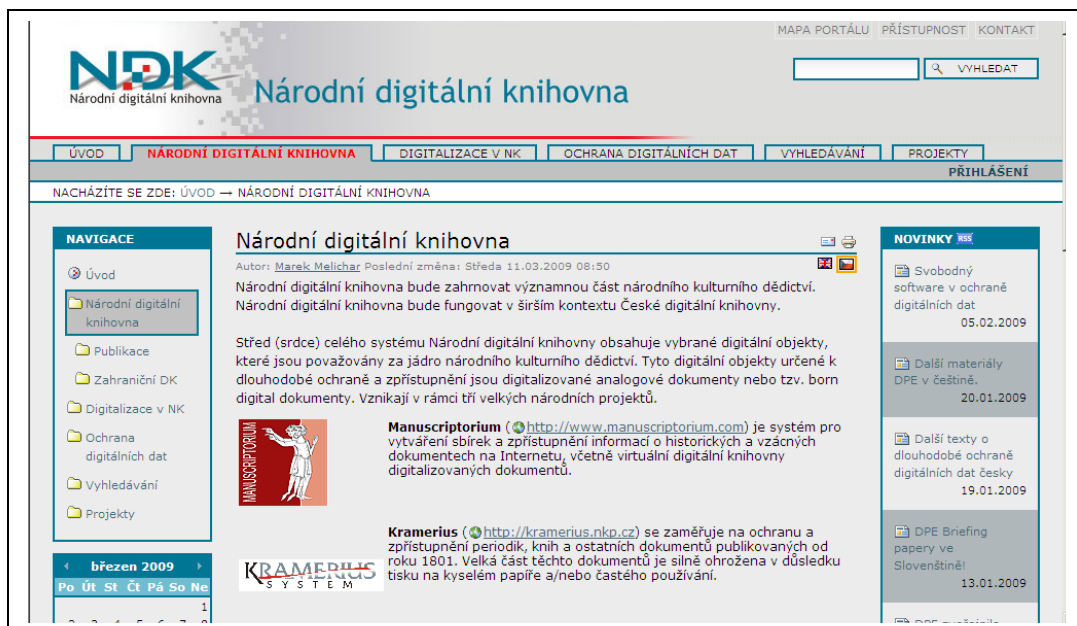 MAPA PORTÁLU PŘÍSTUPNOST KONTAKT
NDK
Národní digitální knihovna
Národní digitální knihovna
VYHLEDAT
ÚVOD NÁRODNÍ DIGITÁLNÍ KNIHOVNA DIGITALIZACE V NK OCHRANA DIGITÁLNÍCH DAT VYHLEDÁVÁNÍ PROJEKTY
PŘIHLÁŠENÍ
NACHÁZÍTE SE ZDE: ÚVOD → NÁRODNÍ DIGITÁLNÍ KNIHOVNA
NAVIGACE
Úvod
Národní digitální
knihovna
Publikace
Zahraniční DK
Digitalizace v NK
Ochrana
digitálních dat
Vyhledávání
Projekty
březen 2009
Po Út St Čt Pá So Ne
1
2 3 4 5 6 7 8
Národní digitální knihovna
Autor: Marek Melichar Poslední změna: Středa 11.03.2009 08:50
Národní digitální knihovna bude zahrnovat významnou část národního kulturního dědictví.
Národní digitální knihovna bude fungovat v širším kontextu České digitální knihovny.
Střed (srdce) celého systému Národní digitální knihovny obsahuje vybrané digitální objekty,
které jsou považovány za jádro národního kulturního dědictví. Tyto digitální objekty určené k
dlouhodobé ochraně a zpřístupnění jsou digitalizované analogové dokumenty nebo tzv. born
digital dokumenty. Vznikají v rámci tří velkých národních projektů.
MANUSCRIPTORIUM
Manuscriptorium (http://www.manuscriptorium.com) je systém pro
vytváření sbírek a zpřístupnění informací o historických a vzácných
dokumentech na Internetu, včetně virtuální digitální knihovny
digitalizovaných dokumentů.
KRAMERIUS
SYSTEM
Kramerius (http://kramerius.nkp.cz) se zaměřuje na ochranu a
zpřístupnění periodik, knih a ostatních dokumentů publikovaných od
roku 1801. Velká část těchto dokumentů je silně ohrožena v důsledku
tisku na kyselém papíře a/nebo častého používání.
NOVINKY RSS
Svobodný
software v ochraně
digitálních dat
05.02.2009
Další materiály
DPE v češtině.
20.01.2009
Další texty o
dlouhodobé ochraně
digitálních dat česky
19.01.2009
DPE Briefing
papery ve
Slovenštině!
13.01.2009
DPE zveřejnilo